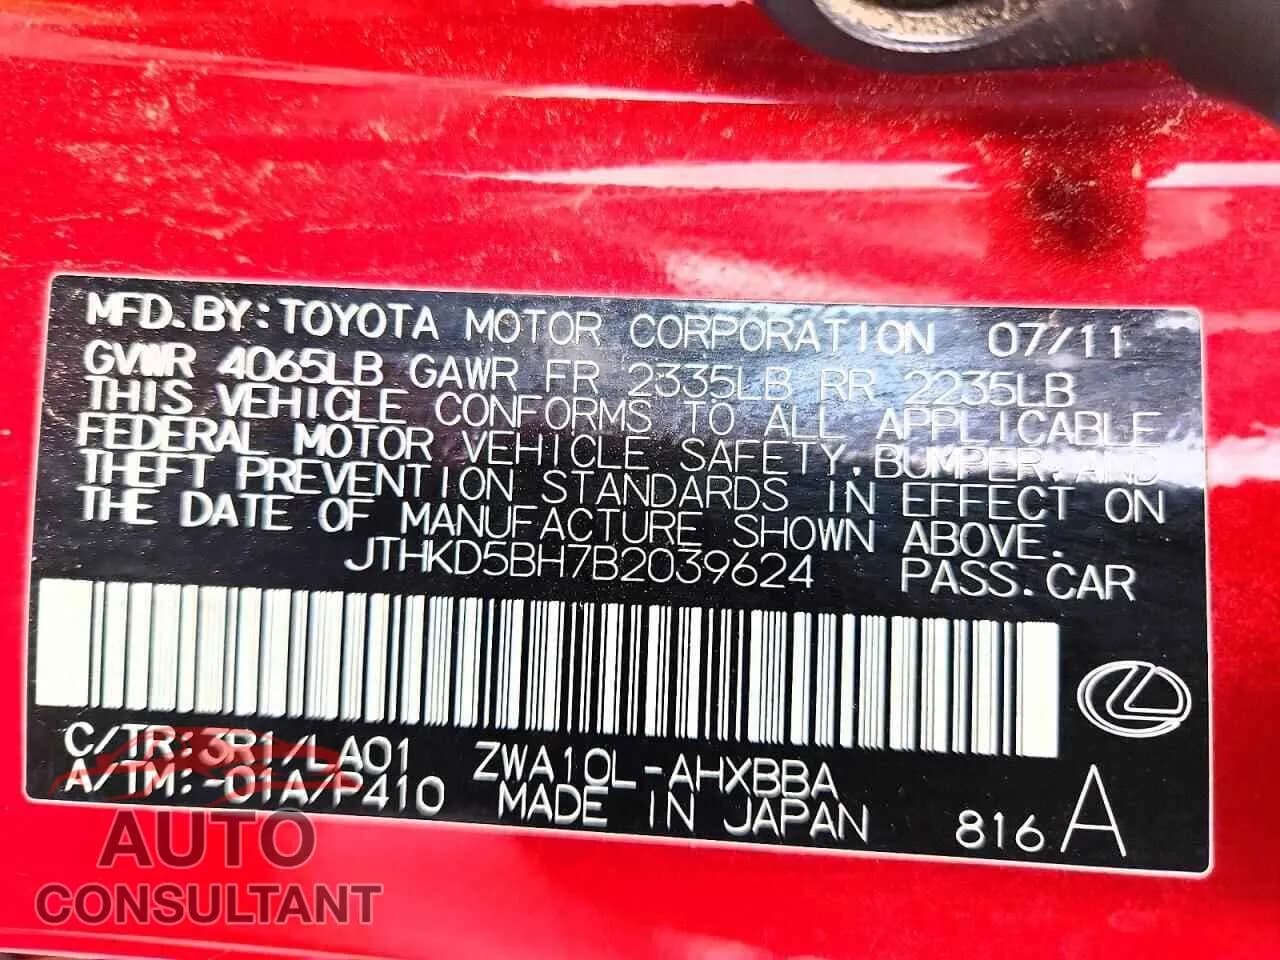 MFD. BY: TOYOTA MOTOR CORPORATION 07/11
GVWR 4065LB GAWR FR 2335LB RR 2235LB
THIS VEHICLE CONFORMS TO ALL APPLICABLE
FEDERAL MOTOR VEHICLE SAFETY, BUMPER, AND
THEFT PREVENTION STANDARDS IN EFFECT ON
THE DATE OF MANUFACTURE SHOWN ABOVE.
JTHKD5BH7B2039624 PASS. CAR
C/TR: 3R1/LA01 ZWA10L-AHXBBA
A/TM: -01A/P410 MADE IN JAPAN 816 A
AUTO
CONSULTANT